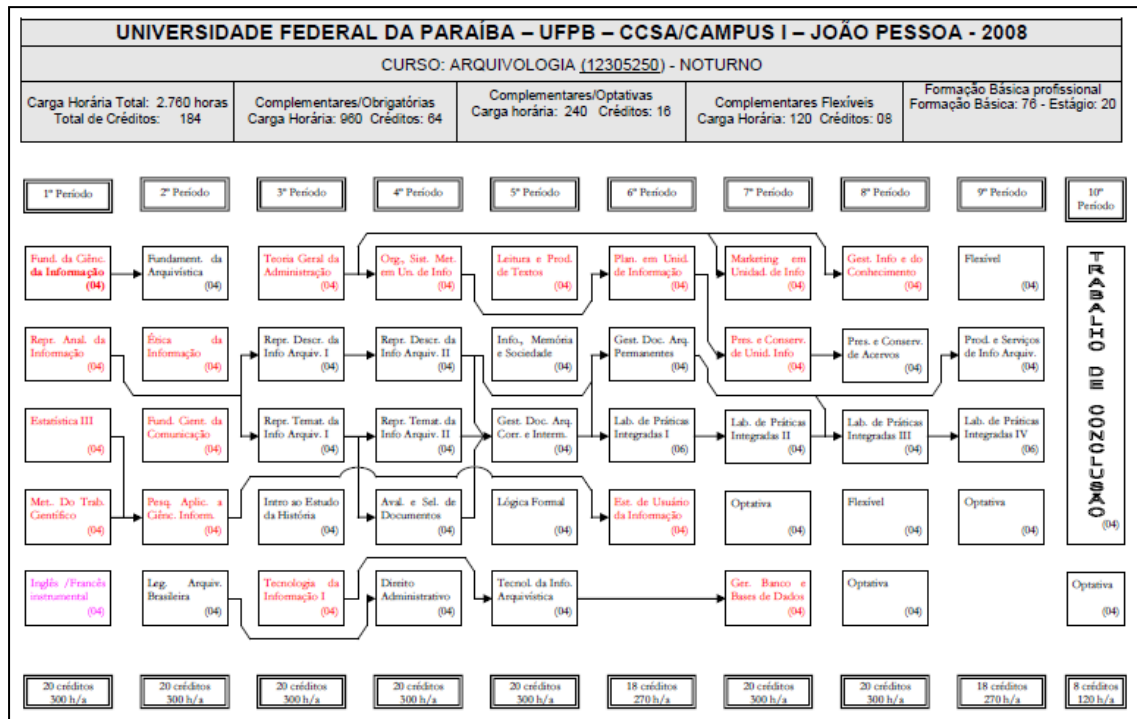 UNIVERSIDADE FEDERAL DA PARAÍBA – UFPB – CCSA/CAMPUS I – JOÃO PESSOA - 2008
CURSO: ARQUIVOLOGIA (12305250) - NOTURNO
Carga Horária Total: 2.760 horas
Total de Créditos: 184
Complementares/Obrigatórias
Carga Horária: 960 Créditos: 64
Complementares/Optativas
Carga horária: 240 Créditos: 16
Complementares Flexíveis
Carga Horária: 120 Créditos: 08
Formação Básica profissional
Formação Básica: 76 - Estágio: 20
1º Período
2º Período
3º Período
4º Período
5º Período
6º Período
7º Período
8º Período
9º Período
10º
Período
Fund. da Ciênc.
da Informação
(04)
Fundament. da
Arquivística
(04)
Teoria Geral da
Administração
(04)
Org., Sist. Met.
em Un. de Info
(04)
Leitura e Prod.
de Textos
(04)
Plan. em Unid.
de Informação
(04)
Marketing em
Unidad. de Info
(04)
Gest. Info e do
Conhecimento
(04)
Flexível
(04)
TRABALHO DE CONCLUSÃO
(04)
Repr. Anal. da
Informação
(04)
Ética da
Informação
(04)
Repr. Descr. da
Info Arquiv. I
(04)
Repr. Descr. da
Info Arquiv. II
(04)
Info., Memória
e Sociedade
(04)
Gest. Doc. Arq.
Permanentes
(04)
Pres. e Conserv.
de Unid. Info
(04)
Pres. e Conserv.
de Acervos
(04)
Prod. e Serviços
de Info Arquiv.
(04)
Estatística III
(04)
Fund. Cient. da
Comunicação
(04)
Repr. Temat. da
Info Arquiv. I
(04)
Repr. Temat. da
Info Arquiv. II
(04)
Gest. Doc. Arq.
Corr. e Interm.
(04)
Lab. de Práticas
Integradas I
(06)
Lab. de Práticas
Integradas II
(04)
Lab. de Práticas
Integradas III
(04)
Lab. de Práticas
Integradas IV
(06)
Met. Do Trab.
Científico
(04)
Pesq. Aplic. a
Ciênc. Inform.
(04)
Intro ao Estudo
da História
(04)
Aval. e Sel. de
Documentos
(04)
Lógica Formal
(04)
Est. de Usuário
da Informação
(04)
Optativa
(04)
Flexível
(04)
Optativa
(04)
Inglês /Francês
instrumental
(04)
Leg. Arquiv.
Brasileira
(04)
Tecnologia da
Informação I
(04)
Direito
Administrativo
(04)
Tecnol. da Info.
Arquivística
(04)
Ger. Banco e
Bases de Dados
(04)
Optativa
(04)
Optativa
(04)
20 créditos
300 h/a
20 créditos
300 h/a
20 créditos
300 h/a
20 créditos
300 h/a
20 créditos
300 h/a
18 créditos
270 h/a
20 créditos
300 h/a
20 créditos
300 h/a
18 créditos
270 h/a
8 créditos
120 h/a